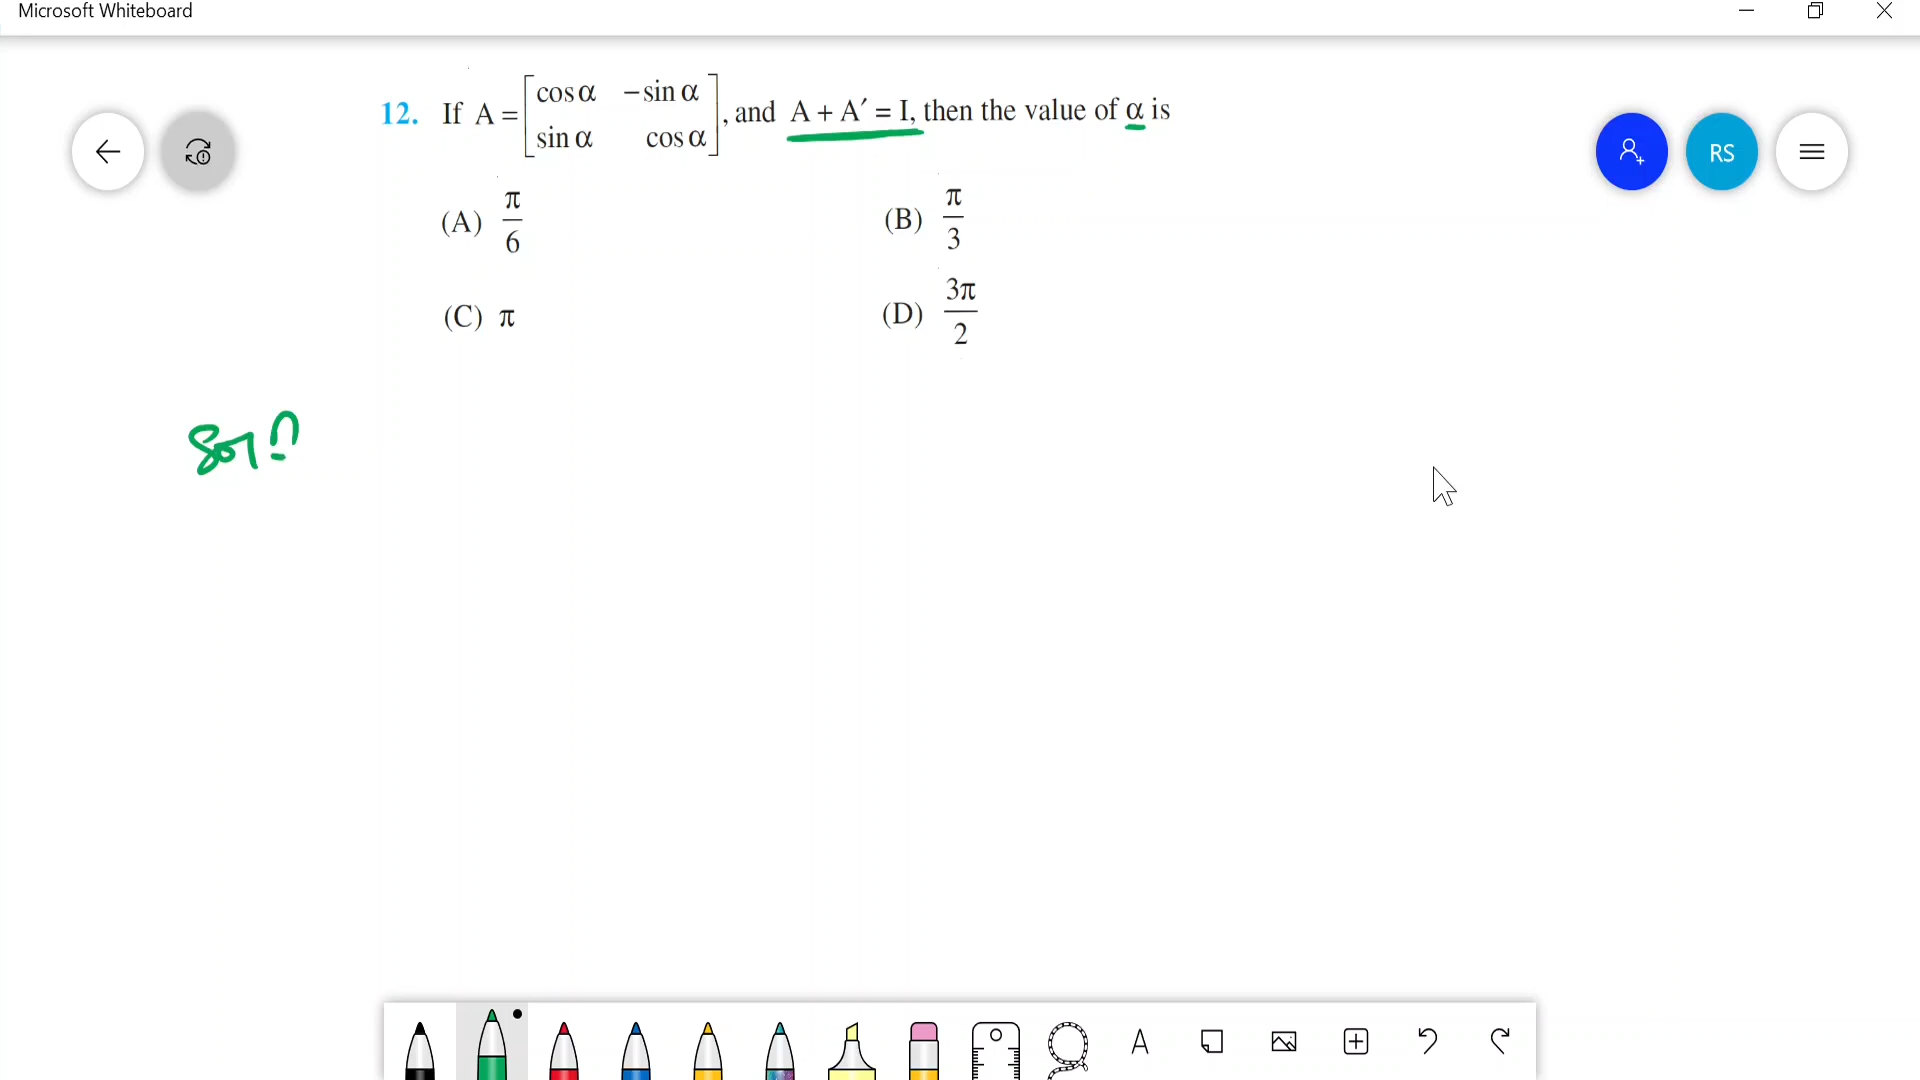 Microsoft Whiteboard
12. If A = [cos α  −sin α
sin α  cos α], and A + A′ = I, then the value of α is
(A) π/6 (B) π/3
(C) π (D) 3π/2
RS
A